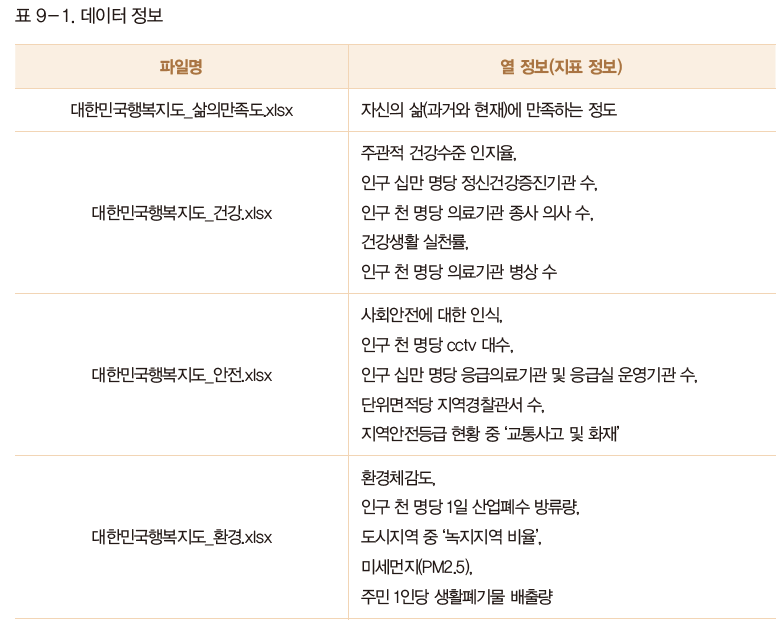 표 9-1. 데이터 정보
파일명
열 정보(지표 정보)
대한민국행복지도_삶의만족도.xlsx
자신의 삶(과거와 현재)에 만족하는 정도
대한민국행복지도_건강.xlsx
주관적 건강수준 인지율,
인구 십만 명당 정신건강증진기관 수,
인구 천 명당 의료기관 종사 의사 수,
건강생활 실천률,
인구 천 명당 의료기관 병상 수
대한민국행복지도_안전.xlsx
사회안전에 대한 인식,
인구 천 명당 cctv 대수,
인구 십만 명당 응급의료기관 및 응급실 운영기관 수,
단위면적당 지역경찰관서 수,
지역안전등급 현황 중 ‘교통사고 및 화재’
대한민국행복지도_환경.xlsx
환경체감도,
인구 천 명당 1일 산업폐수 방류량,
도시지역 중 ‘녹지지역 비율’,
미세먼지(PM2.5),
주민 1인당 생활폐기물 배출량